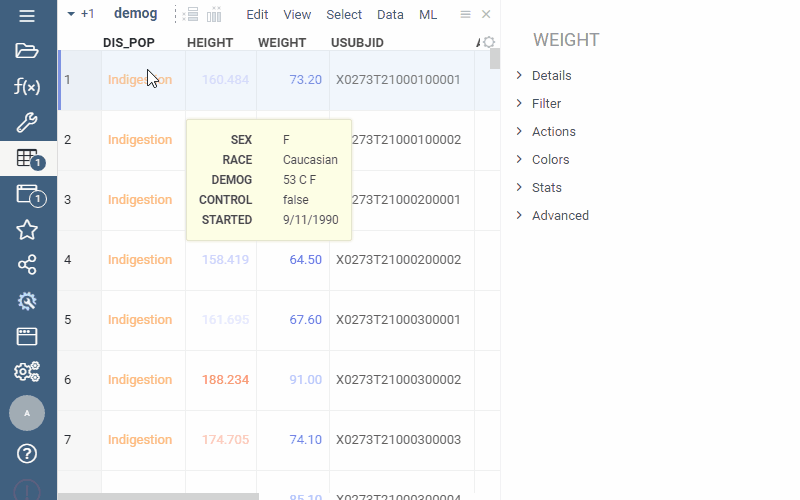 +1 demog Edit View Select Data ML
DIS_POP HEIGHT WEIGHT USUBJID
1 Indigestion 160.484 73.20 X0273T21000100001
2 Indigestion X0273T21000100002
3 Indigestion X0273T21000200001
4 Indigestion 158.419 64.50 X0273T21000200002
5 Indigestion 161.695 67.60 X0273T21000300001
6 Indigestion 188.234 91.00 X0273T21000300002
7 Indigestion 174.705 74.10 X0273T21000300003
85.10 X0273T21000300004
SEX F
RACE Caucasian
DEMOG 53 C F
CONTROL false
STARTED 9/11/1990
WEIGHT
Details
Filter
Actions
Colors
Stats
Advanced
f(x)
1
1
A
?